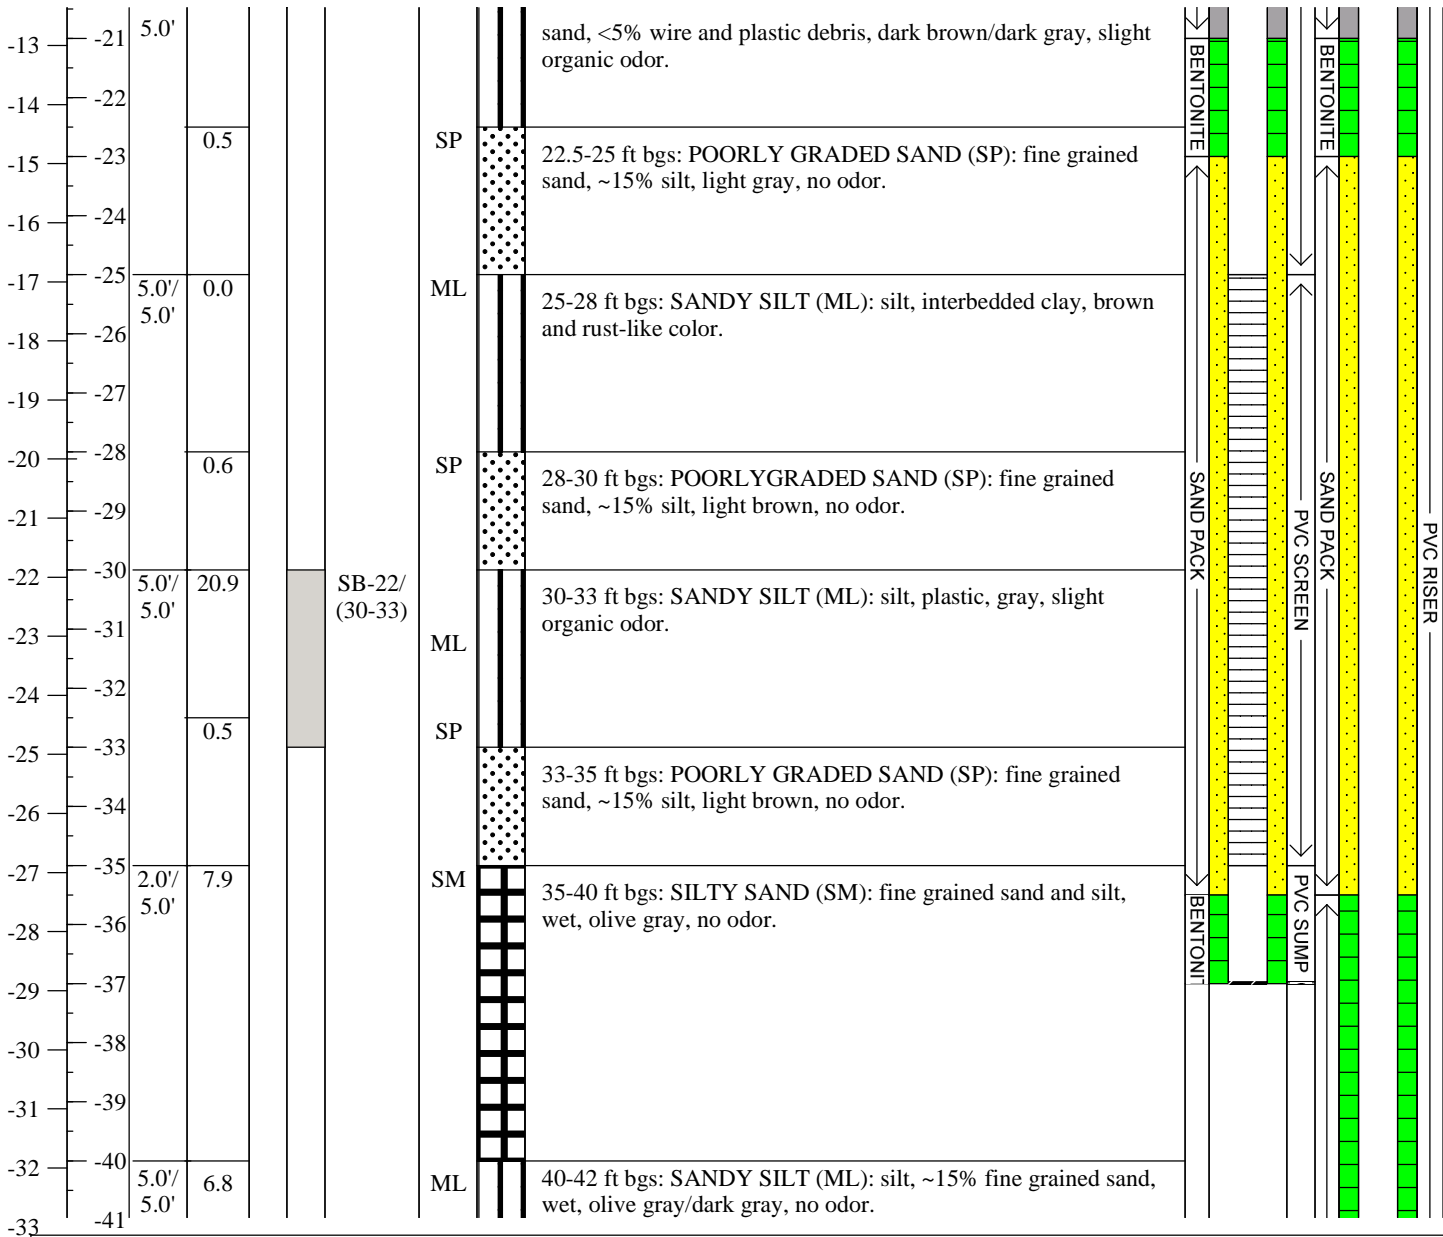 5.0'
sand, <5% wire and plastic debris, dark brown/dark gray, slight
organic odor.
-13
-21
-14
-22
BENTONITE
BENTONITE
0.5
SP
22.5-25 ft bgs: POORLY GRADED SAND (SP): fine grained
sand, ~15% silt, light gray, no odor.
-15
-23
-16
-24
-17
-25
5.0'/
5.0'
0.0
ML
25-28 ft bgs: SANDY SILT (ML): silt, interbedded clay, brown
and rust-like color.
-18
-26
-19
-27
-20
-28
0.6
SP
28-30 ft bgs: POORLYGRADED SAND (SP): fine grained
sand, ~15% silt, light brown, no odor.
-21
-29
SAND PACK
PVC SCREEN
SAND PACK
PVC RISER
-22
-30
5.0'/
5.0'
20.9
SB-22/
(30-33)
ML
30-33 ft bgs: SANDY SILT (ML): silt, plastic, gray, slight
organic odor.
-23
-31
-24
-32
0.5
SP
-25
-33
33-35 ft bgs: POORLY GRADED SAND (SP): fine grained
sand, ~15% silt, light brown, no odor.
-26
-34
-27
-35
2.0'/
5.0'
7.9
SM
35-40 ft bgs: SILTY SAND (SM): fine grained sand and silt,
wet, olive gray, no odor.
BENTONI
PVC SUMP
-28
-36
-29
-37
-30
-38
-31
-39
-32
-40
5.0'/
5.0'
6.8
ML
40-42 ft bgs: SANDY SILT (ML): silt, ~15% fine grained sand,
wet, olive gray/dark gray, no odor.
-33
-41